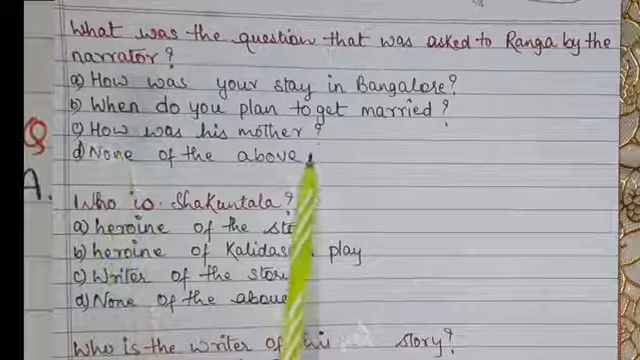 What was the question that was asked to Ranga by the
narrator?
a) How was your stay in Bangalore?
b) When do you plan to get married?
c) How was his mother?
d) None of the above.
Q
A.
Who is Shakuntala?
a) heroine of the
b) heroine of play
c) Writer of the
d) None of the above
Who is the writer of story?